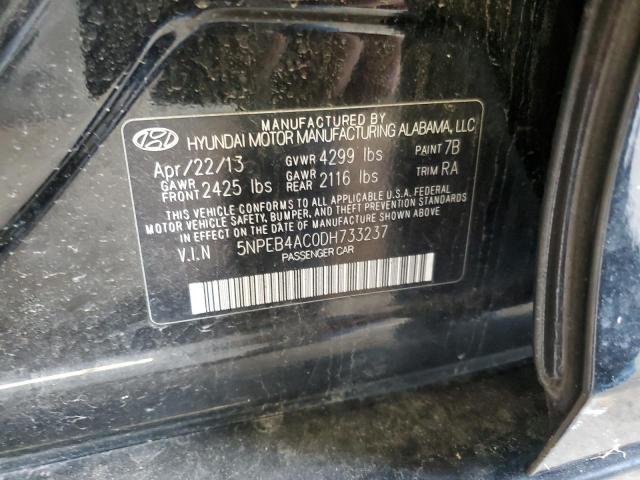 MANUFACTURED BY
HYUNDAI MOTOR MANUFACTURING ALABAMA, LLC
Apr/22/13 GVWR 4299 lbs PAINT 7B
GAWR FRONT 2425 lbs GAWR REAR 2116 lbs TRIM RA
THIS VEHICLE CONFORMS TO ALL APPLICABLE U.S.A. FEDERAL
MOTOR VEHICLE SAFETY, BUMPER, AND THEFT PREVENTION STANDARDS
IN EFFECT ON THE DATE OF MANUFACTURE SHOWN ABOVE.
V.I.N 5NPEB4AC0DH733237
PASSENGER CAR